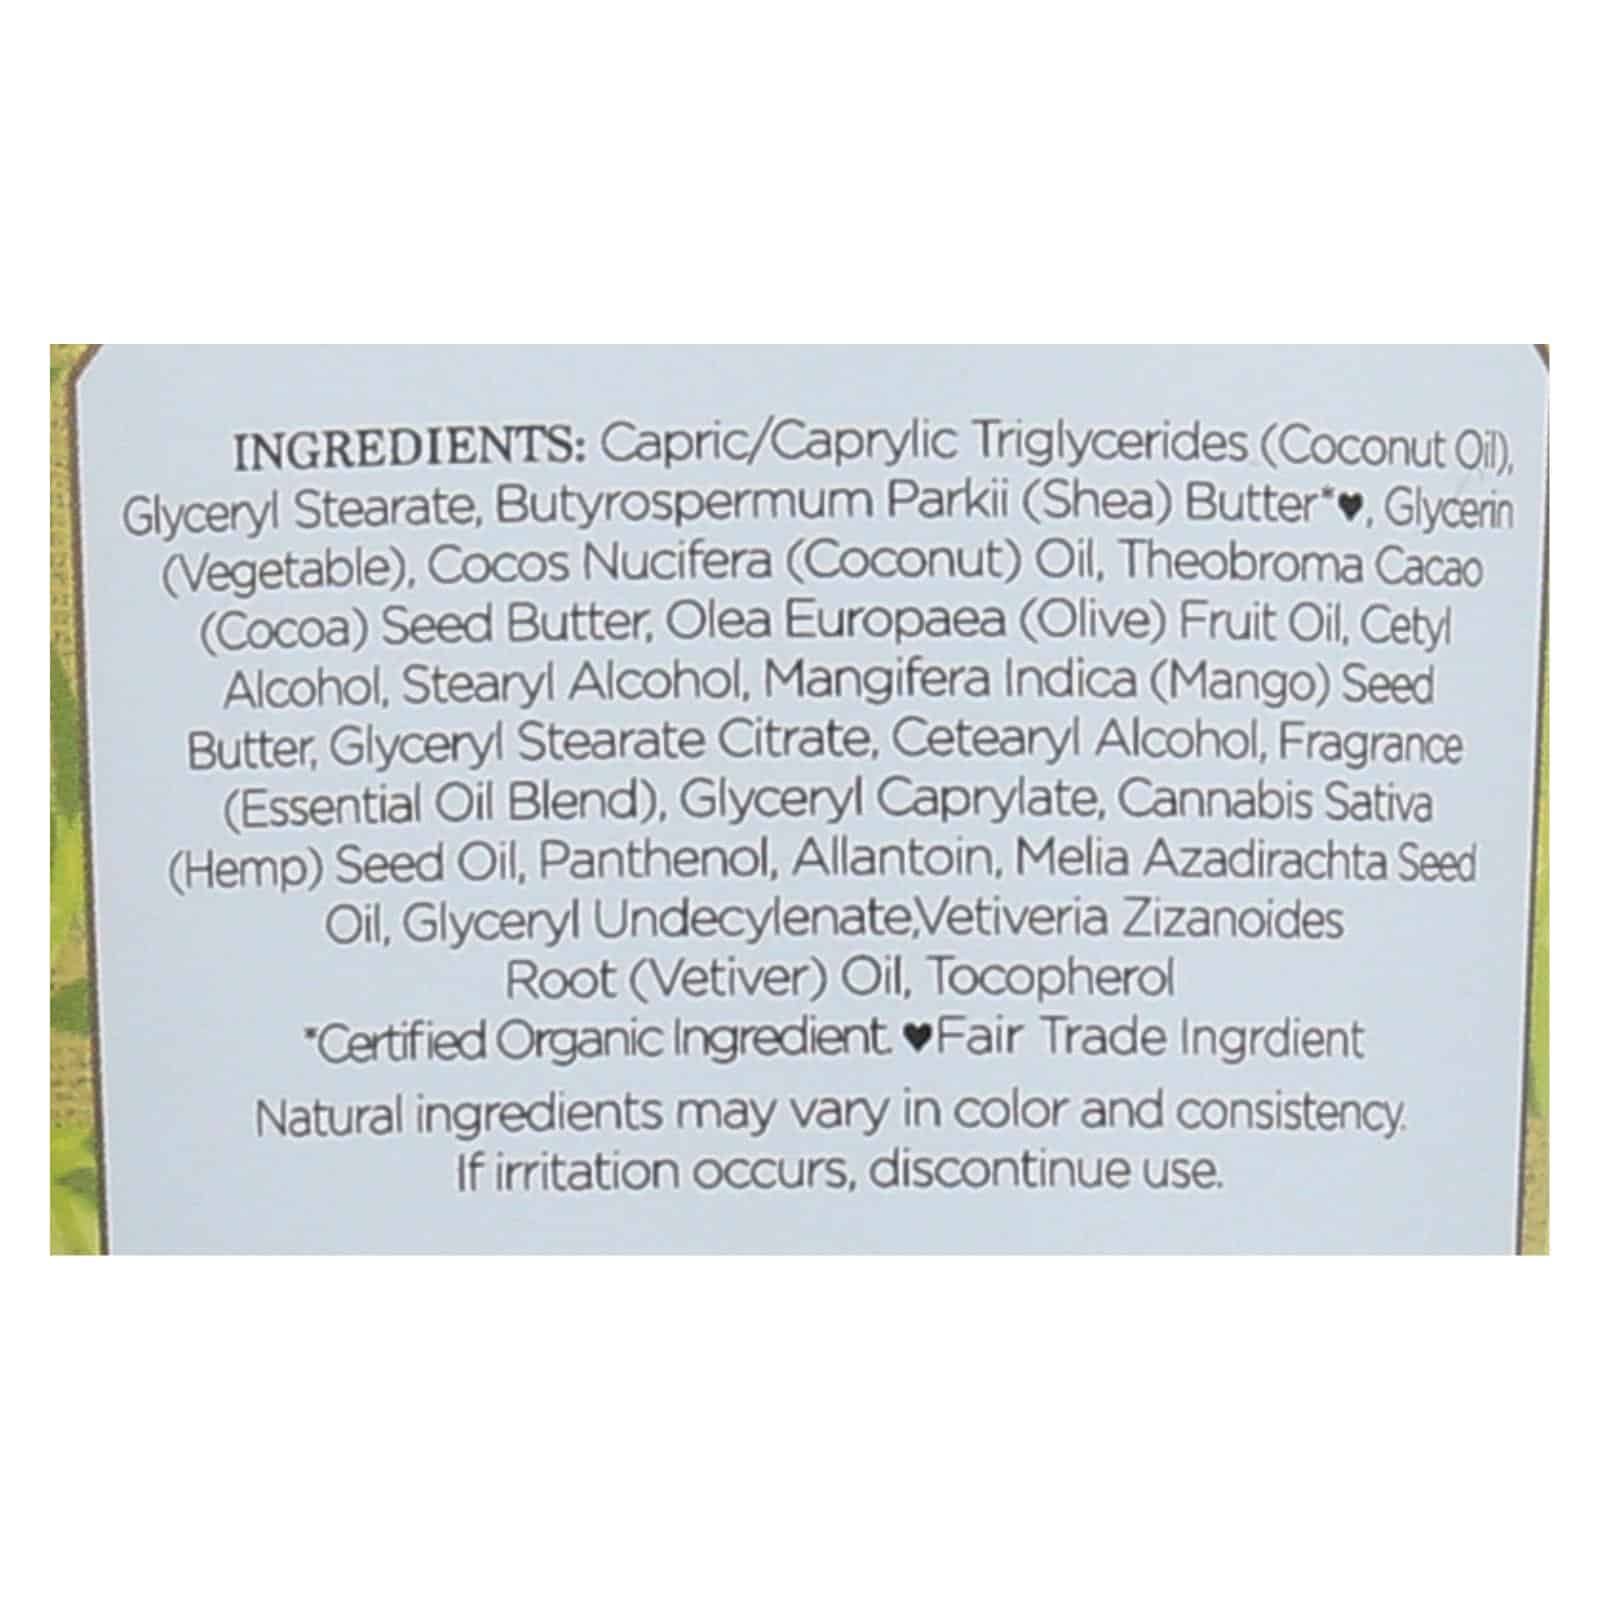 INGREDIENTS: Capric/Caprylic Triglycerides (Coconut Oil),
Glyceryl Stearate, Butyrospermum Parkii (Shea) Butter*♥, Glycerin
(Vegetable), Cocos Nucifera (Coconut) Oil, Theobroma Cacao
(Cocoa) Seed Butter, Olea Europaea (Olive) Fruit Oil, Cetyl
Alcohol, Stearyl Alcohol, Mangifera Indica (Mango) Seed
Butter, Glyceryl Stearate Citrate, Cetearyl Alcohol, Fragrance
(Essential Oil Blend), Glyceryl Caprylate, Cannabis Sativa
(Hemp) Seed Oil, Panthenol, Allantoin, Melia Azadirachta Seed
Oil, Glyceryl Undecylenate,Vetiveria Zizanoides
Root (Vetiver) Oil, Tocopherol
*Certified Organic Ingredient. ♥Fair Trade Ingrdient
Natural ingredients may vary in color and consistency.
If irritation occurs, discontinue use.